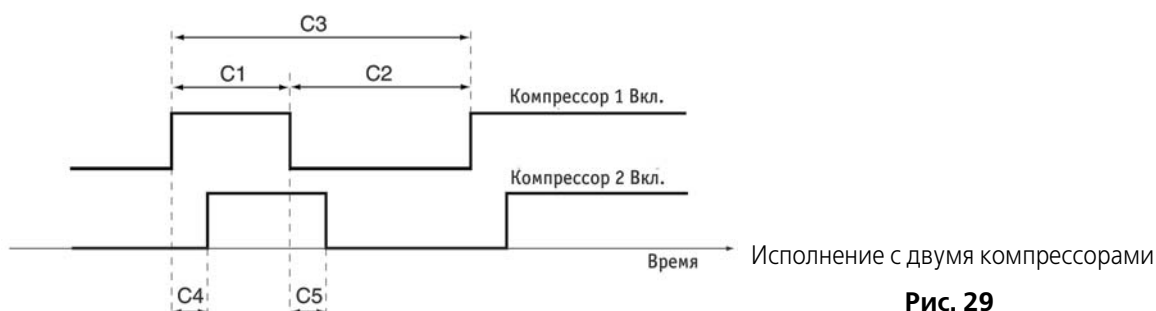 C3
C1
C2
Компрессор 1 Вкл.
Компрессор 2 Вкл.
Время
C4
C5
Исполнение с двумя компрессорами
Рис. 29